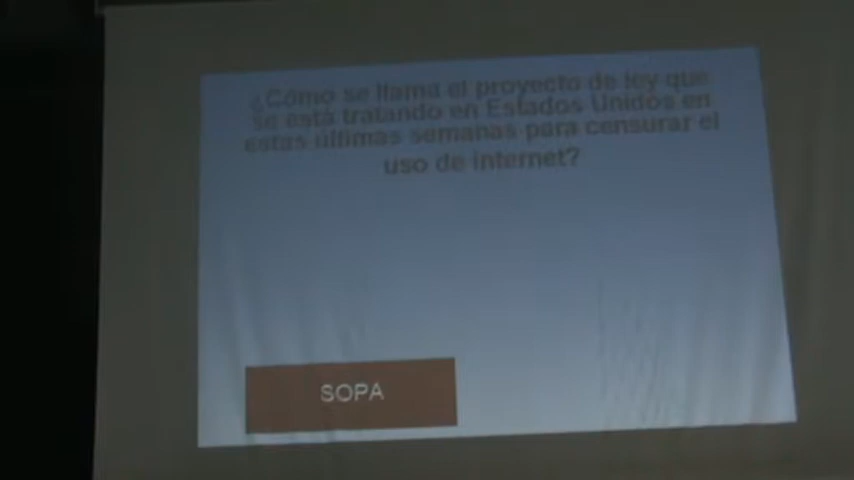 ¿Cómo se llama el proyecto de ley que
se está tratando en Estados Unidos en
estas últimas semanas para censurar el
uso de internet?
SOPA